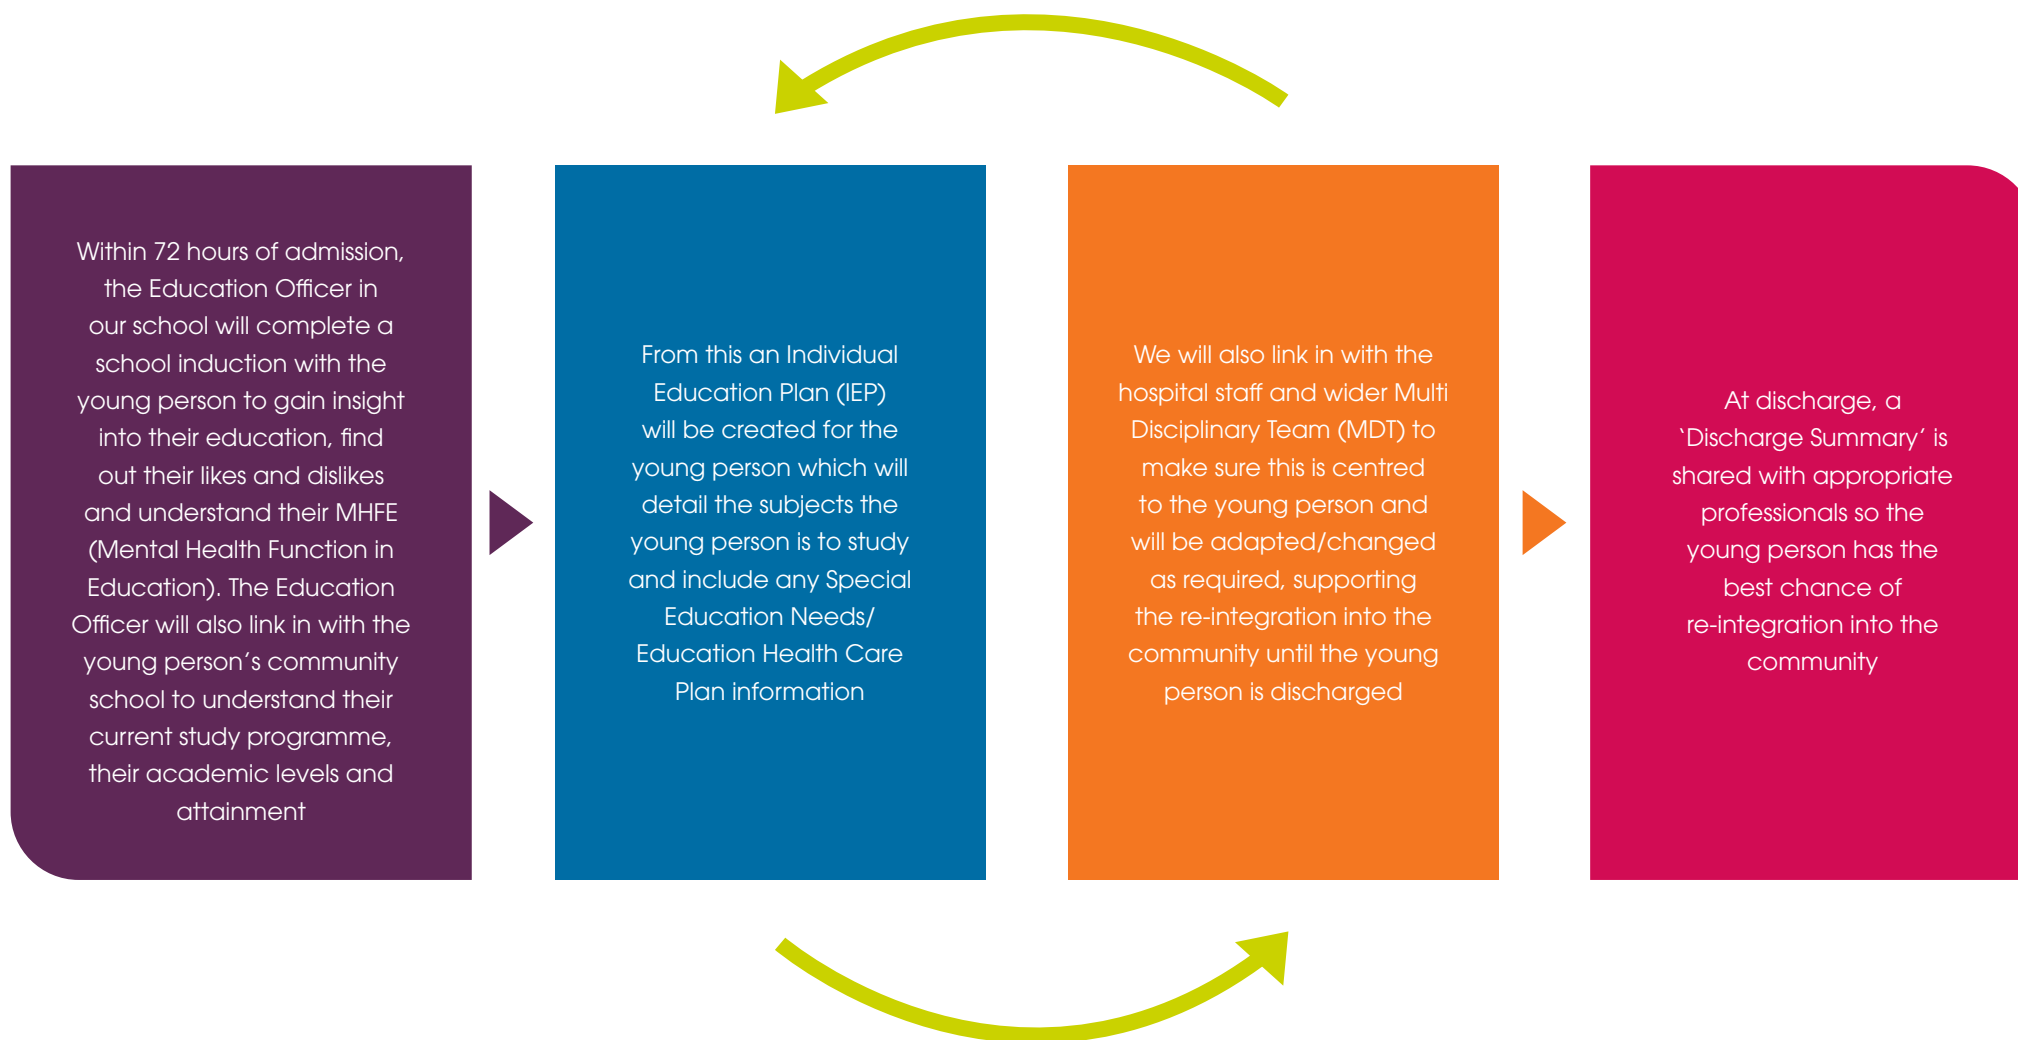 Within 72 hours of admission,
the Education Officer in
our school will complete a
school induction with the
young person to gain insight
into their education, find
out their likes and dislikes
and understand their MHFE
(Mental Health Function in
Education). The Education
Officer will also link in with the
young person’s community
school to understand their
current study programme,
their academic levels and
attainment
From this an Individual
Education Plan (IEP)
will be created for the
young person which will
detail the subjects the
young person is to study
and include any Special
Education Needs/
Education Health Care
Plan information
We will also link in with the
hospital staff and wider Multi
Disciplinary Team (MDT) to
make sure this is centred
to the young person and
will be adapted/changed
as required, supporting
the re-integration into the
community until the young
person is discharged
At discharge, a
‘Discharge Summary’ is
shared with appropriate
professionals so the
young person has the
best chance of
re-integration into the
community